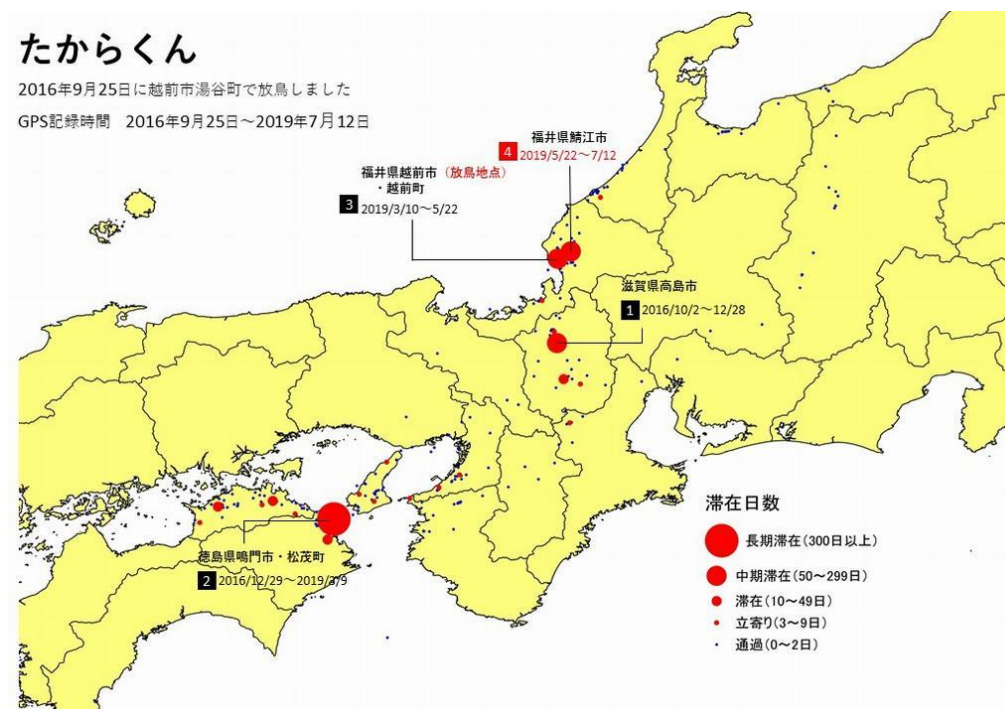 たからくん
2016年9月25日に越前市湯谷町で放鳥しました
GPS記録時間 2016年9月25日～2019年7月12日
福井県鯖江市
4 2019/5/22～7/12
福井県越前市（放鳥地点）
・越前町
3 2019/3/10～5/22
滋賀県高島市
1 2016/10/2～12/28
徳島県鳴門市・松茂町
2 2016/12/29～2019/3/9
滞在日数
長期滞在(300日以上)
中期滞在(50～299日)
滞在(10～49日)
立寄り(3～9日)
通過(0～2日)